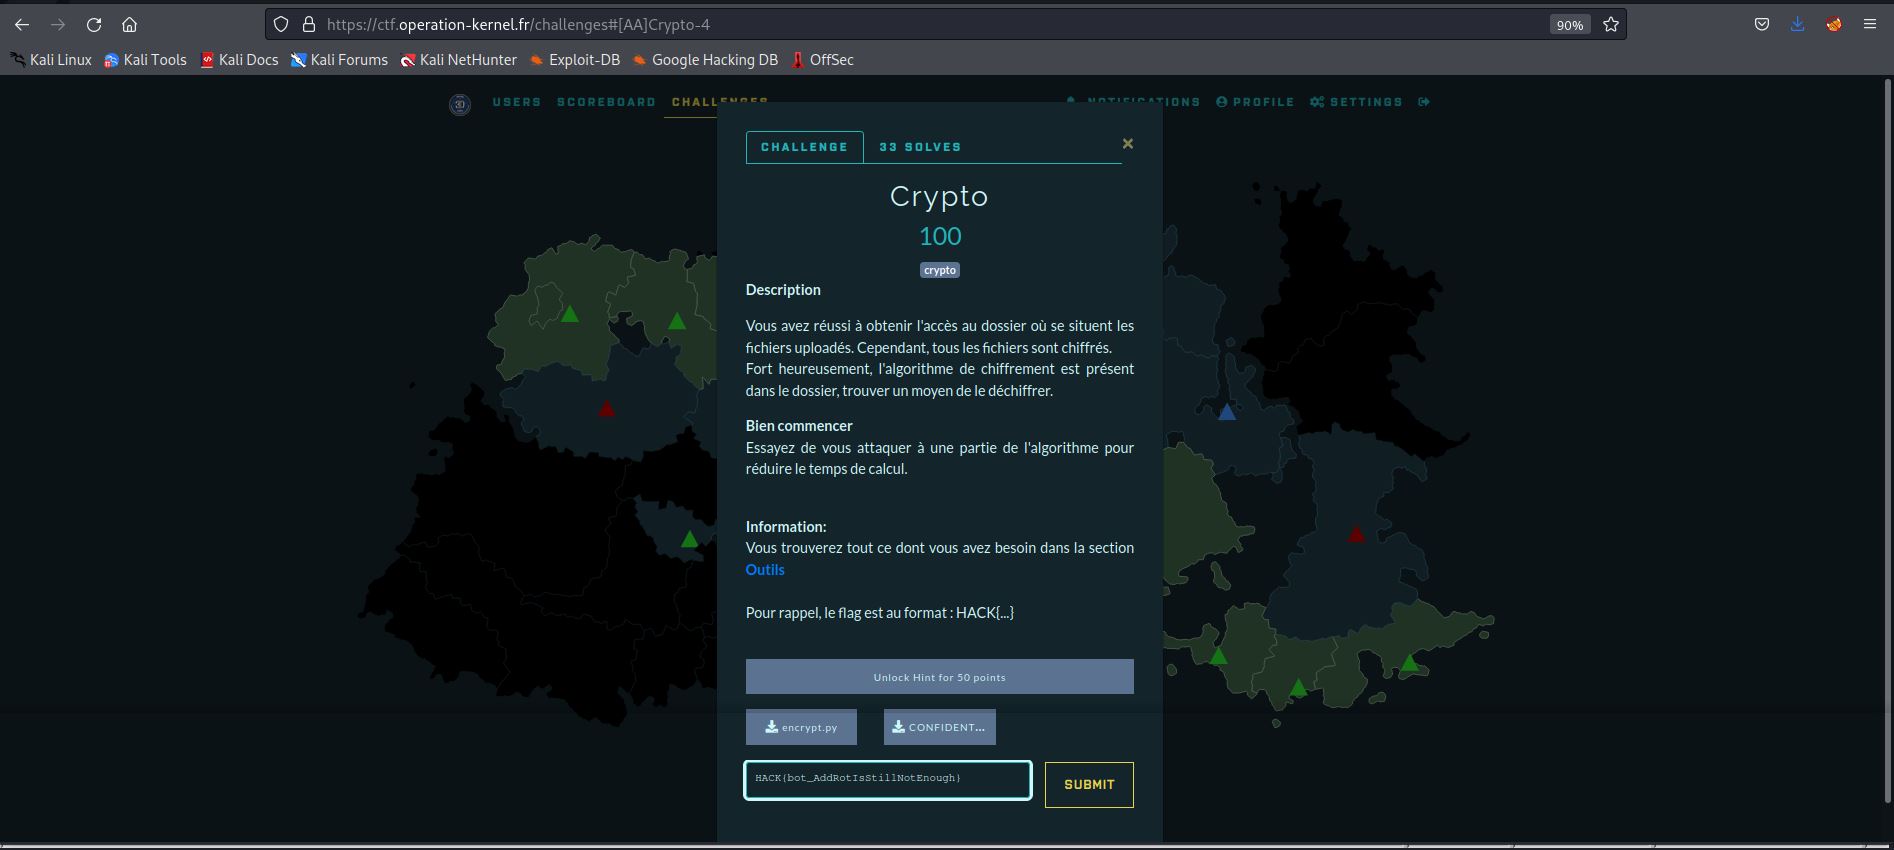 https://ctf.operation-kernel.fr/challenges#[AA]Crypto-4
90%
Kali Linux Kali Tools Kali Docs Kali Forums Kali NetHunter Exploit-DB Google Hacking DB OffSec
USERS SCOREBOARD CHALLENGES NOTIFICATIONS PROFILE SETTINGS
CHALLENGE 33 SOLVES ×
Crypto
100
crypto
Description
Vous avez réussi à obtenir l'accès au dossier où se situent les
fichiers uploadés. Cependant, tous les fichiers sont chiffrés.
Fort heureusement, l'algorithme de chiffrement est présent
dans le dossier, trouver un moyen de le déchiffrer.
Bien commencer
Essayez de vous attaquer à une partie de l'algorithme pour
réduire le temps de calcul.
Information:
Vous trouverez tout ce dont vous avez besoin dans la section
Outils
Pour rappel, le flag est au format : HACK{...}
Unlock Hint for 50 points
encrypt.py CONFIDENT...
HACK{bot_AddRotIsStillNotEnough}
SUBMIT